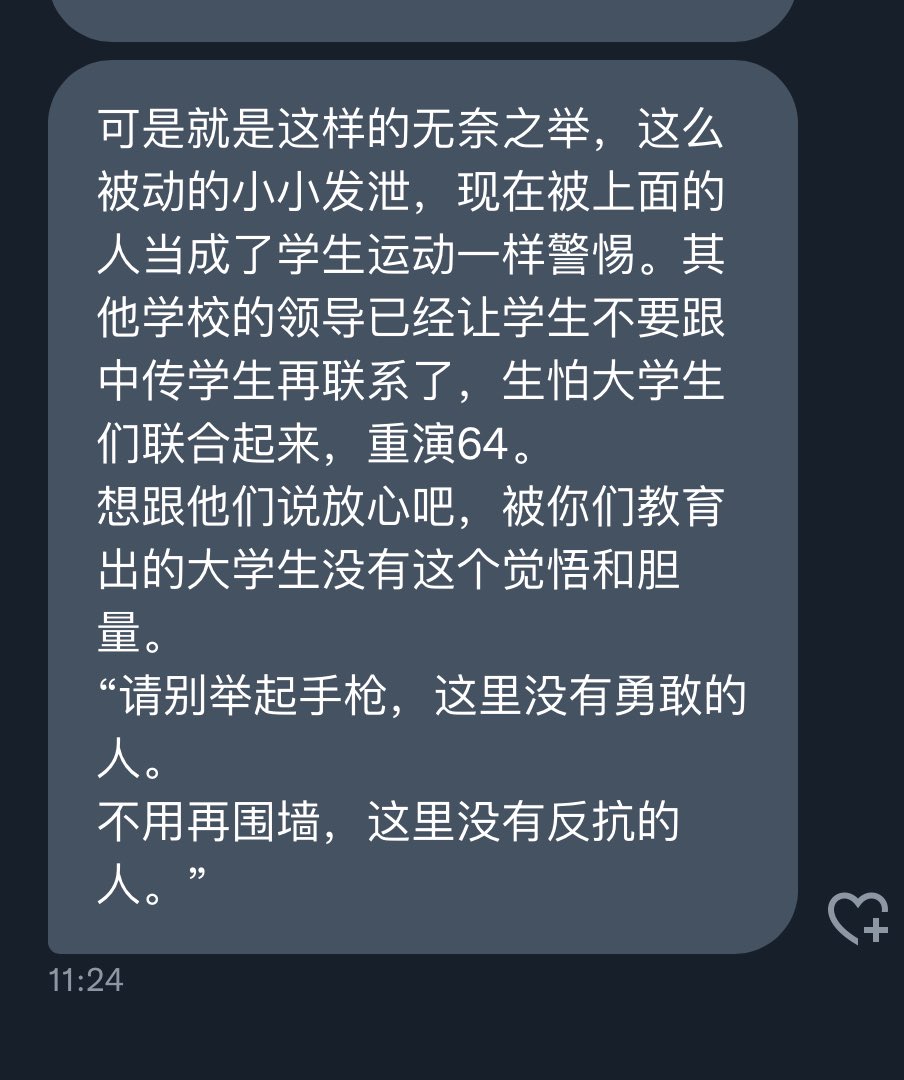 可是就是这样的无奈之举，这么
被动的小小发泄，现在被上面的
人当成了学生运动一样警惕。其
他学校的领导已经让学生不要跟
中传学生再联系了，生怕大学生
们联合起来，重演64。
想跟他们说放心吧，被你们教育
出的大学生没有这个觉悟和胆
量。
“请别举起手枪，这里没有勇敢的
人。
不用再围墙，这里没有反抗的
人。”
11:24